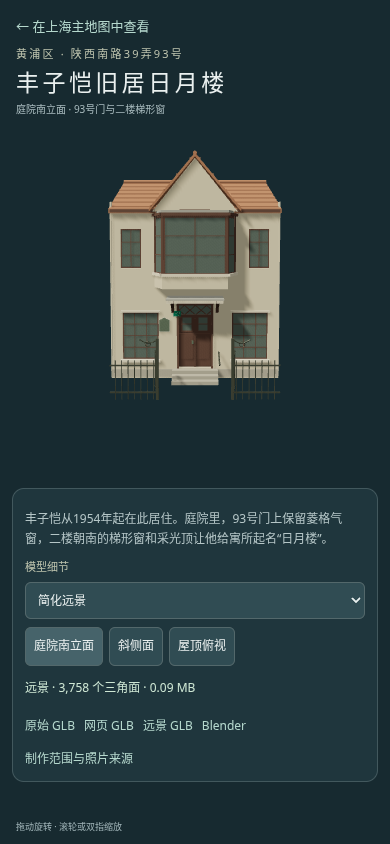 ← 在上海主地图中查看
黄浦区 · 陕西南路39弄93号
丰子恺旧居日月楼
庭院南立面 · 93号门与二楼梯形窗
丰子恺从1954年起在此居住。庭院里，93号门上保留菱格气
窗，二楼朝南的梯形窗和采光顶让他给寓所起名“日月楼”。
模型细节
简化远景
庭院南立面 斜侧面 屋顶俯视
远景 · 3,758 个三角面 · 0.09 MB
原始 GLB 网页 GLB 远景 GLB Blender
制作范围与照片来源
拖动旋转 · 滚轮或双指缩放